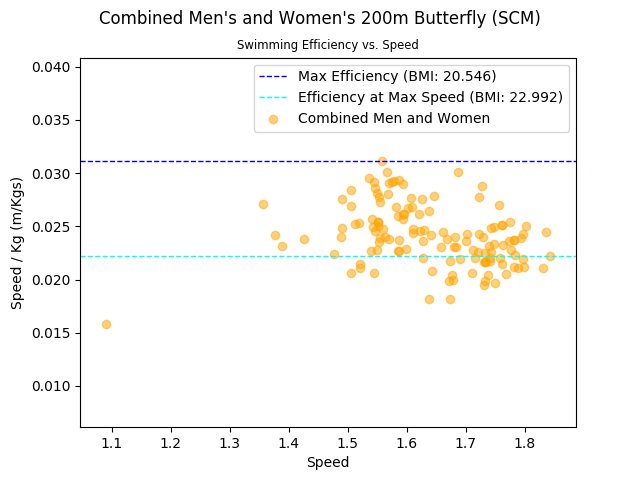 Combined Men's and Women's 200m Butterfly (SCM)
Swimming Efficiency vs. Speed
Max Efficiency (BMI: 20.546)
Efficiency at Max Speed (BMI: 22.992)
Combined Men and Women
Speed / Kg (m/Kgs)
0.040
0.035
0.030
0.025
0.020
0.015
0.010
1.1 1.2 1.3 1.4 1.5 1.6 1.7 1.8
Speed